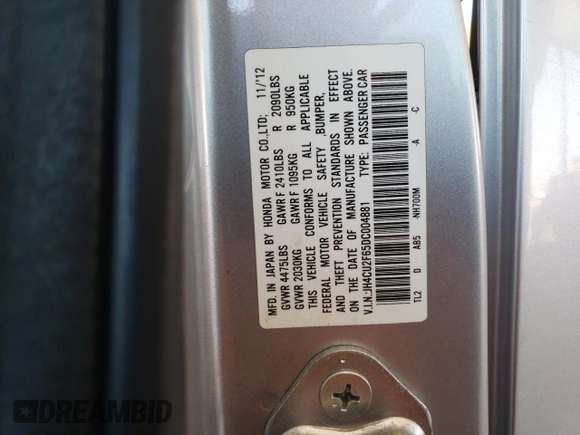 MFD. IN JAPAN BY HONDA MOTOR CO.,LTD; 11/'12
GVWR 4475LBS GAWR F 2410LBS R 2090LBS
GVWR 2030KG GAWR F 1095KG R 950KG
THIS VEHICLE CONFORMS TO ALL APPLICABLE
FEDERAL MOTOR VEHICLE SAFETY BUMPER,
AND THEFT PREVENTION STANDARDS IN EFFECT
ON THE DATE OF MANUFACTURE SHOWN ABOVE.
V.I.N:JH4CU2F65DC004881 TYPE: PASSENGER CAR
TL2 D AB5 -NH700M -A -C
DREAMBID